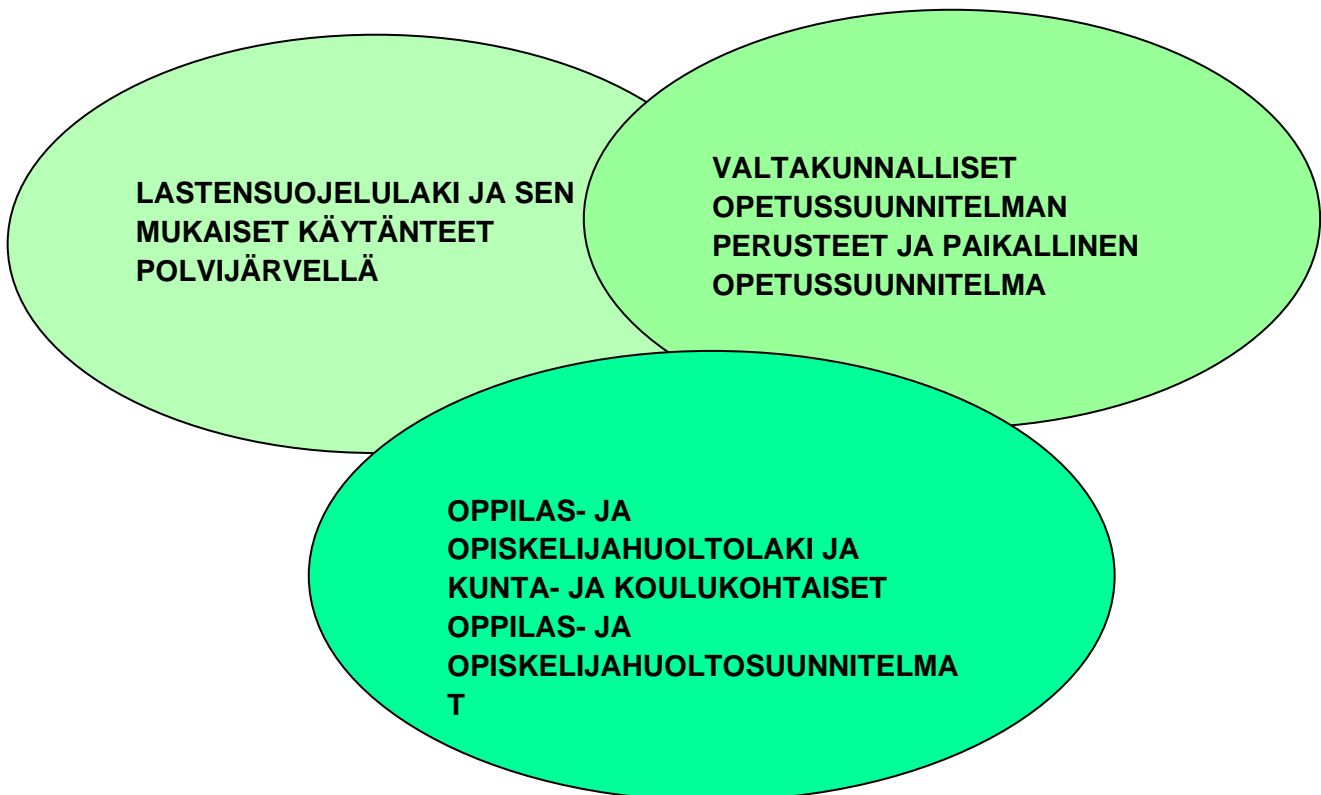 LASTENSUOJELULAKI JA SEN
MUKAISET KÄYTÄNTEET
POLVIJÄRVELLÄ
VALTAKUNNALLISET
OPETUSSUUNNITELMAN
PERUSTEET JA PAIKALLINEN
OPETUSSUUNNITELMA
OPPILAS- JA
OPISKELIJAHUOLTOLAKI JA
KUNTA- JA KOULUKOHTAISET
OPPILAS- JA
OPISKELIJAHUOLTOSUUNNITELMA
T